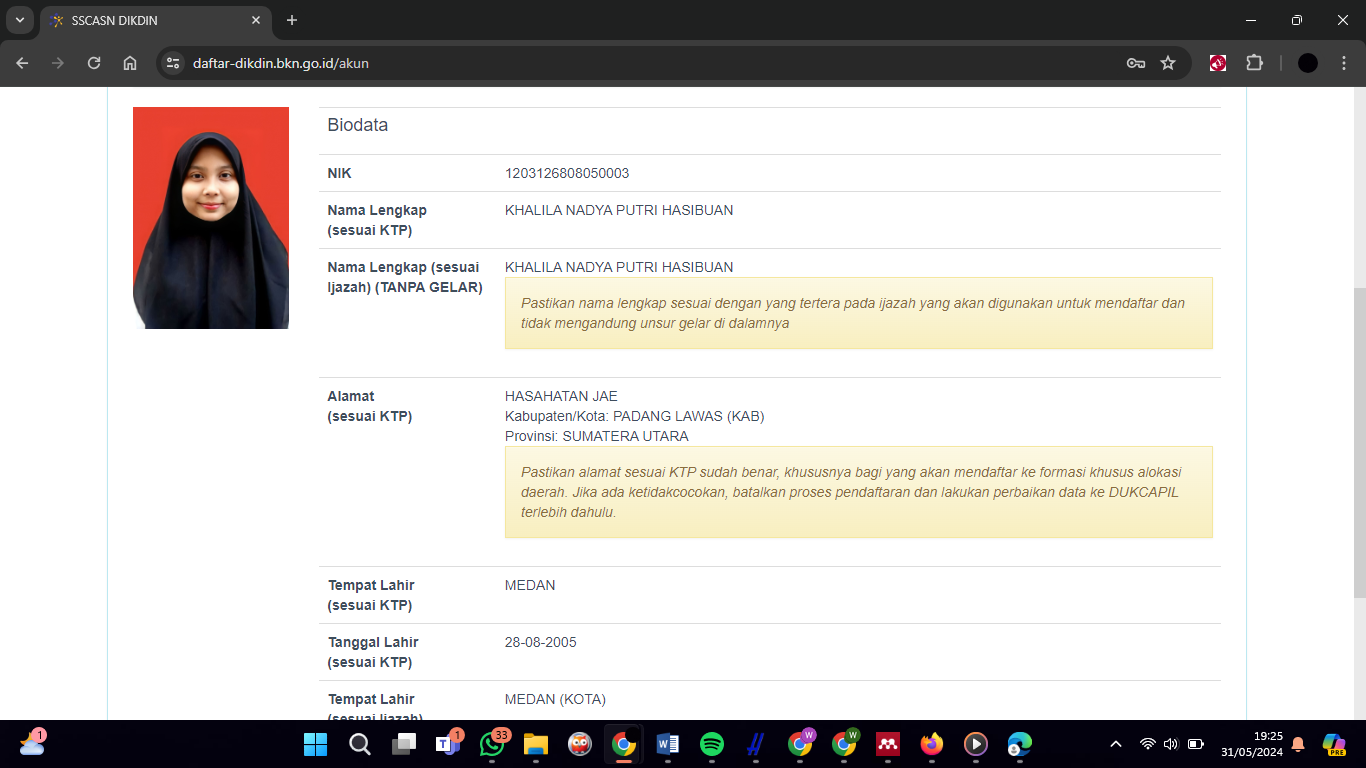 SSCASN DIKDIN
daftar-dikdin.bkn.go.id/akun
Biodata
NIK 1203126808050003
Nama Lengkap KHALILA NADYA PUTRI HASIBUAN
(sesuai KTP)
Nama Lengkap (sesuai KHALILA NADYA PUTRI HASIBUAN
Ijazah) (TANPA GELAR)
Pastikan nama lengkap sesuai dengan yang tertera pada ijazah yang akan digunakan untuk mendaftar dan
tidak mengandung unsur gelar di dalamnya
Alamat HASAHATAN JAE
(sesuai KTP) Kabupaten/Kota: PADANG LAWAS (KAB)
Provinsi: SUMATERA UTARA
Pastikan alamat sesuai KTP sudah benar, khususnya bagi yang akan mendaftar ke formasi khusus alokasi
daerah. Jika ada ketidakcocokan, batalkan proses pendaftaran dan lakukan perbaikan data ke DUKCAPIL
terlebih dahulu.
Tempat Lahir MEDAN
(sesuai KTP)
Tanggal Lahir 28-08-2005
(sesuai KTP)
Tempat Lahir MEDAN (KOTA)
(sesuai Ijazah)
1
1
33
W
W
19:25
31/05/2024
PRE